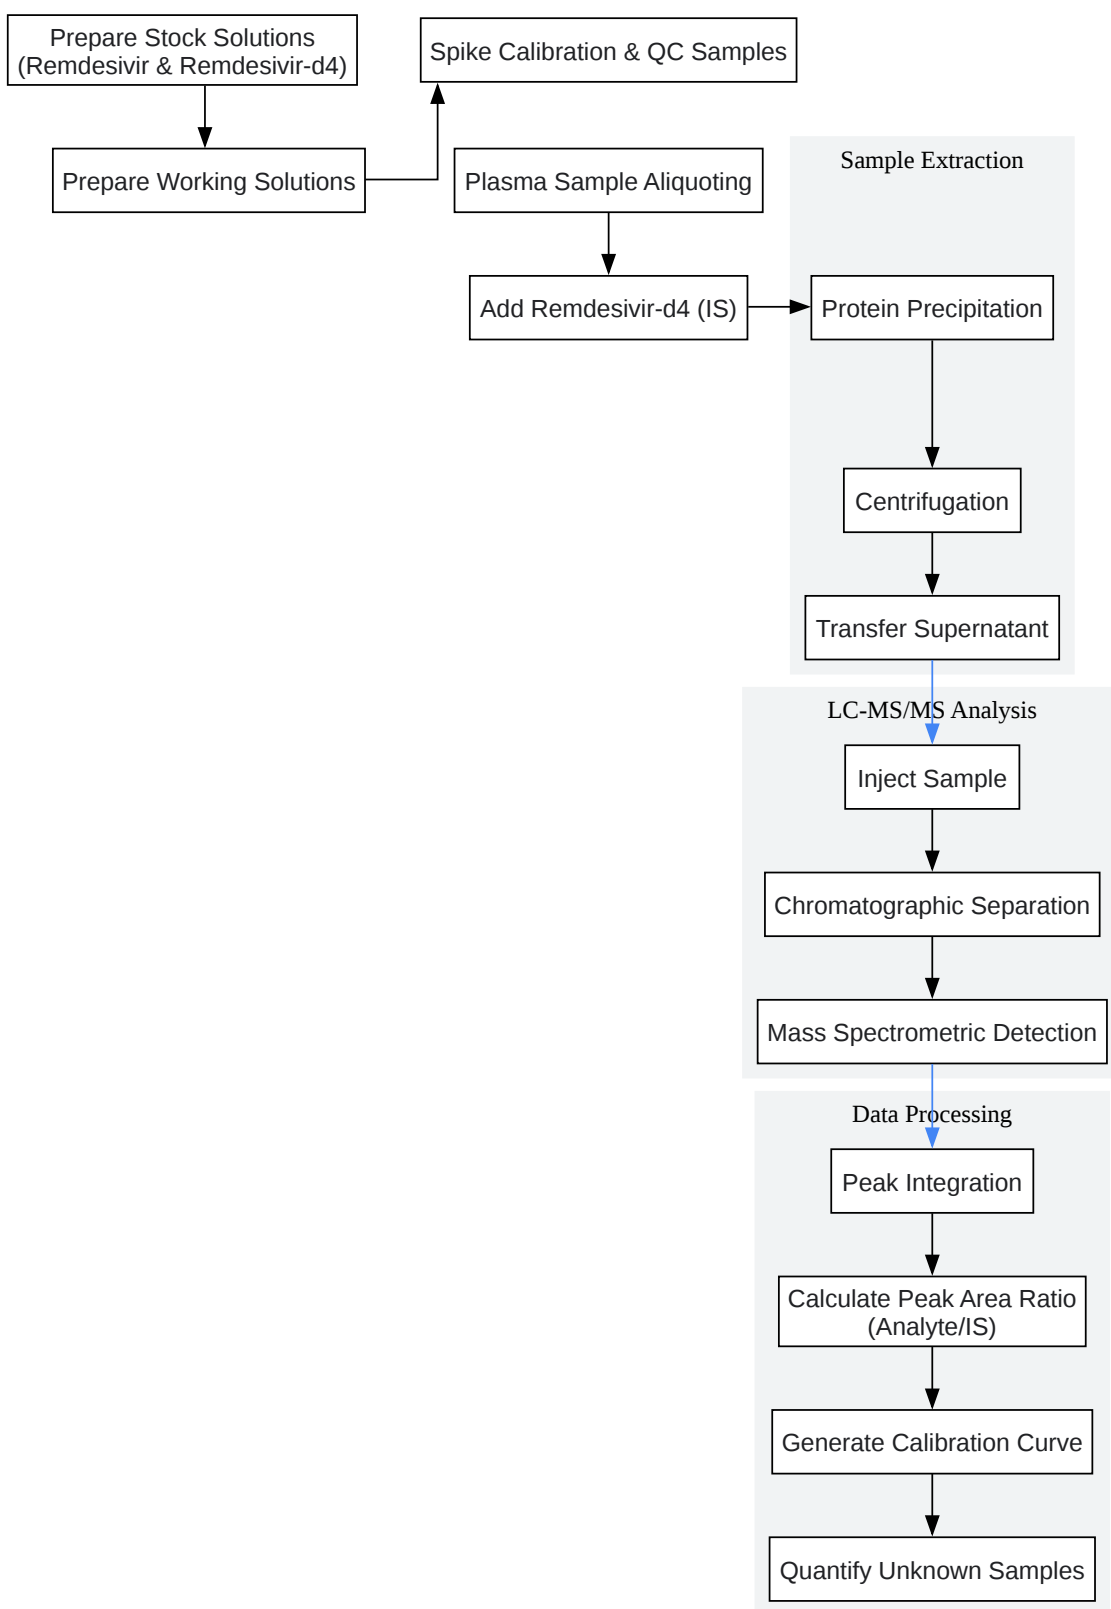 Prepare Stock Solutions
(Remdesivir & Remdesivir-d4)
Spike Calibration & QC Samples
Prepare Working Solutions
Plasma Sample Aliquoting
Sample Extraction
Add Remdesivir-d4 (IS)
Protein Precipitation
Centrifugation
Transfer Supernatant
LC-MS/MS Analysis
Inject Sample
Chromatographic Separation
Mass Spectrometric Detection
Data Processing
Peak Integration
Calculate Peak Area Ratio
(Analyte/IS)
Generate Calibration Curve
Quantify Unknown Samples